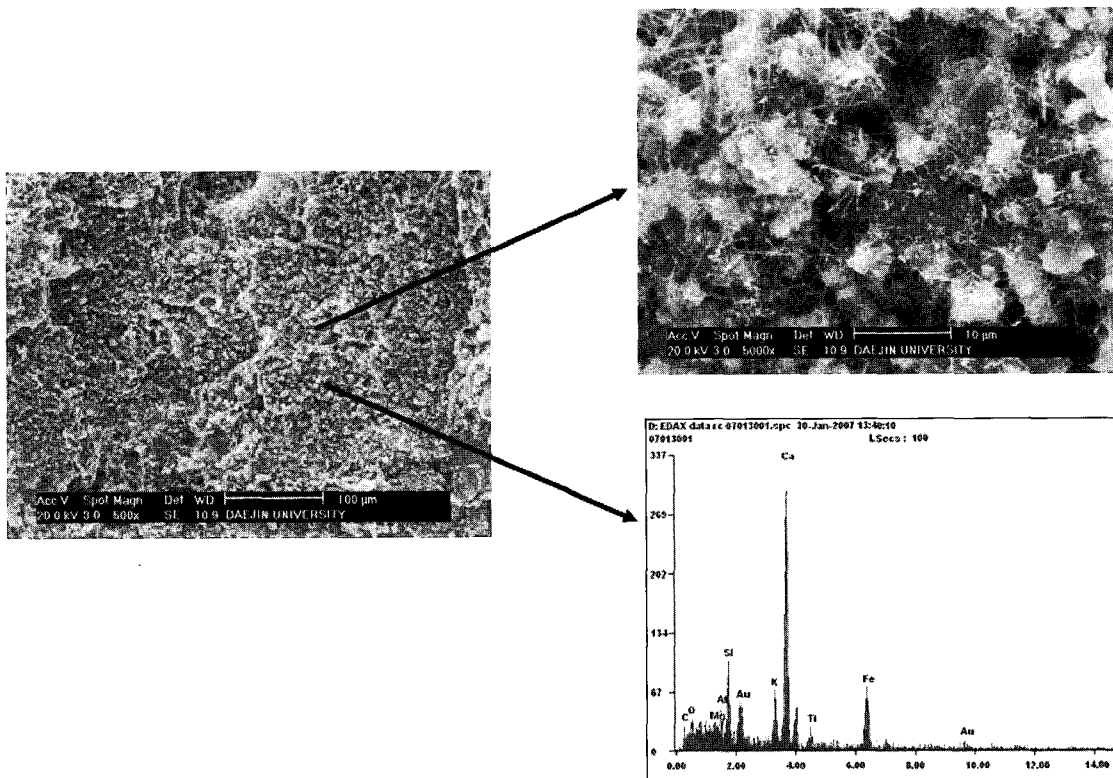 Acc.V Spot Magn Det WD 10 µm
20.0 kV 3.0 5000x SE 10.9 DAEJIN UNIVERSITY
Acc.V Spot Magn Det WD 100 µm
20.0 kV 3.0 500x SE 10.9 DAEJIN UNIVERSITY
07013001.spc 30-Jan-2007 13:40:10
07013001 LSecs : 100
Ca
337
269
202
134
67
0
Si
Al
Au
K
Fe
C
O
Mg
Ti
Au
0.00 2.00 4.00 6.00 8.00 10.00 12.00 14.00